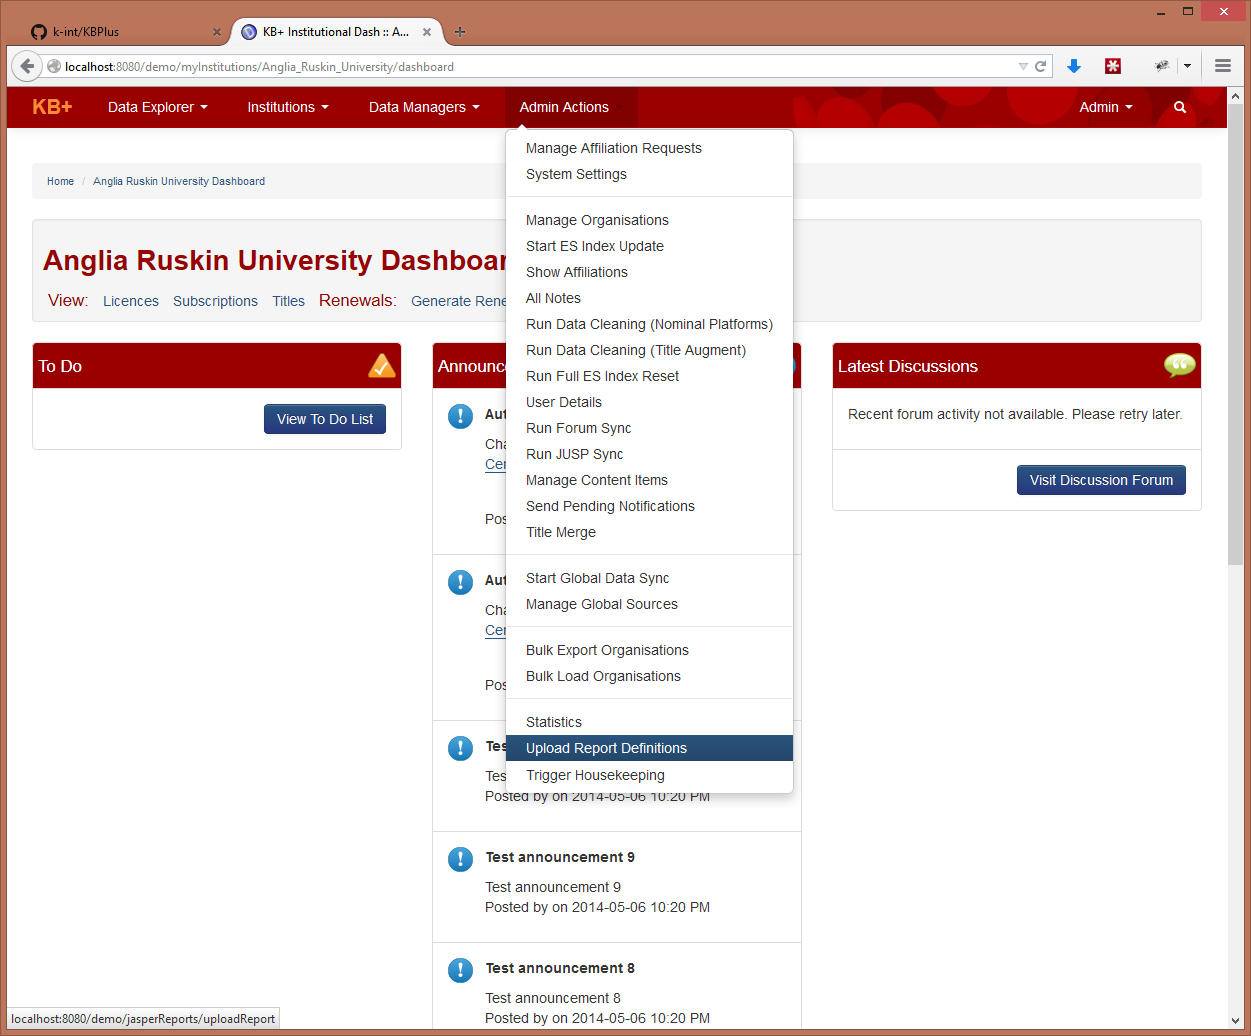 k-int/KBPlus
KB+ Institutional Dash :: A...
localhost:8080/demo/myInstitutions/Anglia_Ruskin_University/dashboard
KB+ Data Explorer Institutions Data Managers Admin Actions Admin
Home / Anglia Ruskin University Dashboard
Anglia Ruskin University Dashboar
View: Licences Subscriptions Titles Renewals: Generate Rene
Manage Affiliation Requests
System Settings
Manage Organisations
Start ES Index Update
Show Affiliations
All Notes
Run Data Cleaning (Nominal Platforms)
Run Data Cleaning (Title Augment)
Run Full ES Index Reset
User Details
Run Forum Sync
Run JUSP Sync
Manage Content Items
Send Pending Notifications
Title Merge
Start Global Data Sync
Manage Global Sources
Bulk Export Organisations
Bulk Load Organisations
Statistics
Upload Report Definitions
Trigger Housekeeping
To Do
View To Do List
Announc
Aut
Cha
Cer
Pos
Aut
Cha
Cer
Pos
Tes
Tes
Posted by on 2014-05-06 10:20 PM
Test announcement 9
Test announcement 9
Posted by on 2014-05-06 10:20 PM
Test announcement 8
Test announcement 8
Posted by on 2014-05-06 10:20 PM
Latest Discussions
Recent forum activity not available. Please retry later.
Visit Discussion Forum
localhost:8080/demo/jasperReports/uploadReport